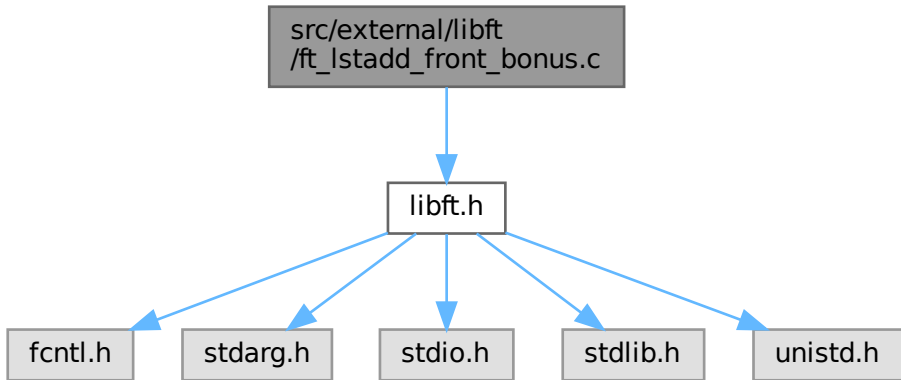 src/external/libft
/ft_lstadd_front_bonus.c
libft.h
fcntl.h
stdarg.h
stdio.h
stdlib.h
unistd.h